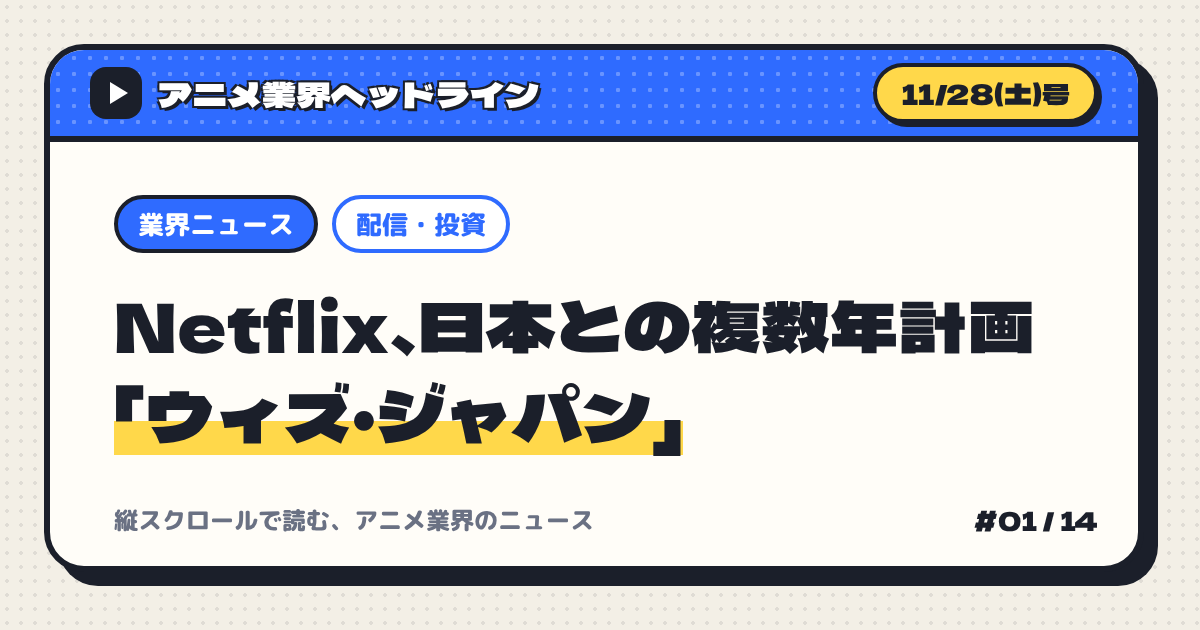 アニメ業界ヘッドライン
11/28(土)号
業界ニュース
配信・投資
Netflix、日本との複数年計画
「ウィズ・ジャパン」
縦スクロールで読む、アニメ業界のニュース
#01 / 14